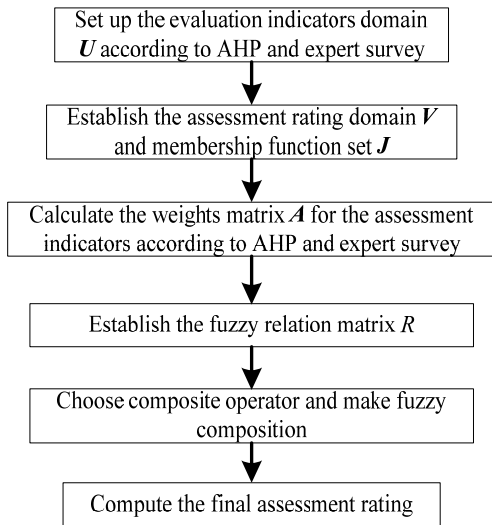 Set up the evaluation indicators domain
U according to AHP and expert survey
Establish the assessment rating domain V
and membership function set J
Calculate the weights matrix A for the assessment
indicators according to AHP and expert survey
Establish the fuzzy relation matrix R
Choose composite operator and make fuzzy
composition
Compute the final assessment rating